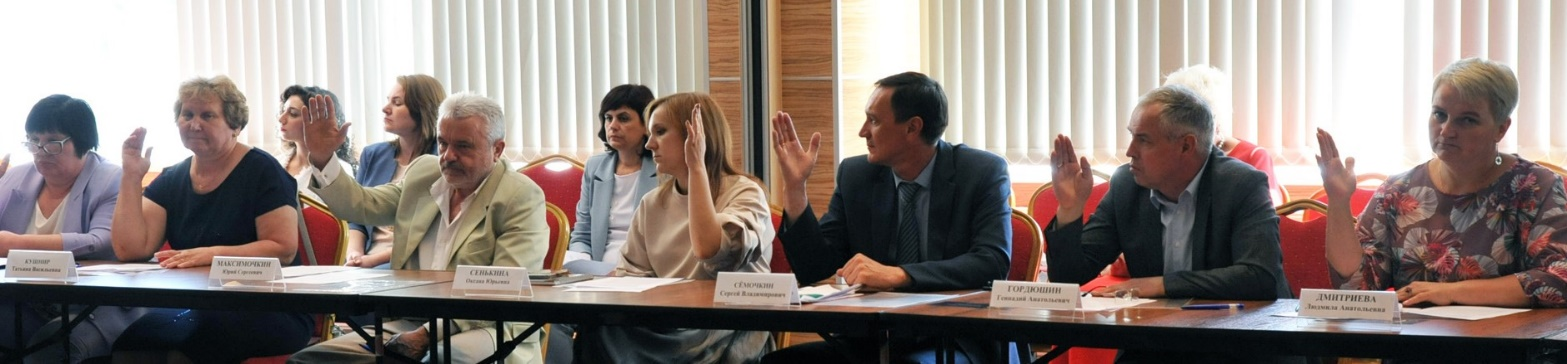 КУШНИР
Татьяна Васильевна
МАКСИМОЧКИН
Юрий Сергеевич
СЕНЬКИНА
Оксана Юрьевна
СЁМОЧКИН
Сергей Владимирович
ГОРДЮШИН
Геннадий Анатольевич
ДМИТРИЕВА
Людмила Анатольевна